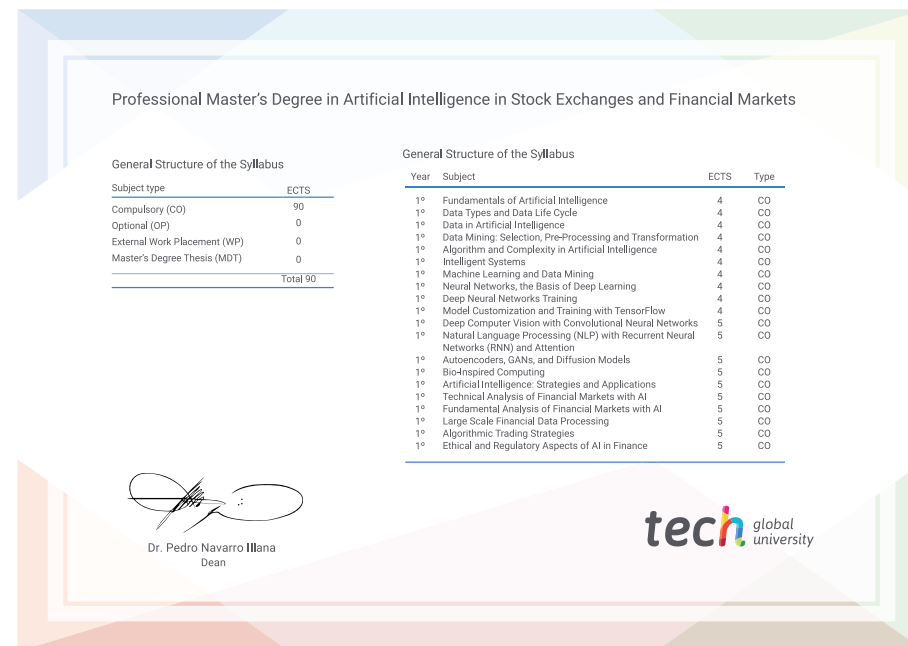 Professional Master's Degree in Artificial Intelligence in Stock Exchanges and Financial Markets
General Structure of the Syllabus
Subject type ECTS
Compulsory (CO) 90
Optional (OP) 0
External Work Placement (WP) 0
Master's Degree Thesis (MDT) 0
Total 90
General Structure of the Syllabus
Year Subject ECTS Type
1º Fundamentals of Artificial Intelligence 4 CO
1º Data Types and Data Life Cycle 4 CO
1º Data in Artificial Intelligence 4 CO
1º Data Mining: Selection, Pre-Processing and Transformation 4 CO
1º Algorithm and Complexity in Artificial Intelligence 4 CO
1º Intelligent Systems 4 CO
1º Machine Learning and Data Mining 4 CO
1º Neural Networks, the Basis of Deep Learning 4 CO
1º Deep Neural Networks Training 4 CO
1º Model Customization and Training with TensorFlow 4 CO
1º Deep Computer Vision with Convolutional Neural Networks 5 CO
1º Natural Language Processing (NLP) with Recurrent Neural 5 CO
Networks (RNN) and Attention
1º Autoencoders, GANs, and Diffusion Models 5 CO
1º Bio-Inspired Computing 5 CO
1º Artificial Intelligence: Strategies and Applications 5 CO
1º Technical Analysis of Financial Markets with AI 5 CO
1º Fundamental Analysis of Financial Markets with AI 5 CO
1º Large Scale Financial Data Processing 5 CO
1º Algorithmic Trading Strategies 5 CO
1º Ethical and Regulatory Aspects of AI in Finance 5 CO
Dr. Pedro Navarro Illana
Dean
tech global
university